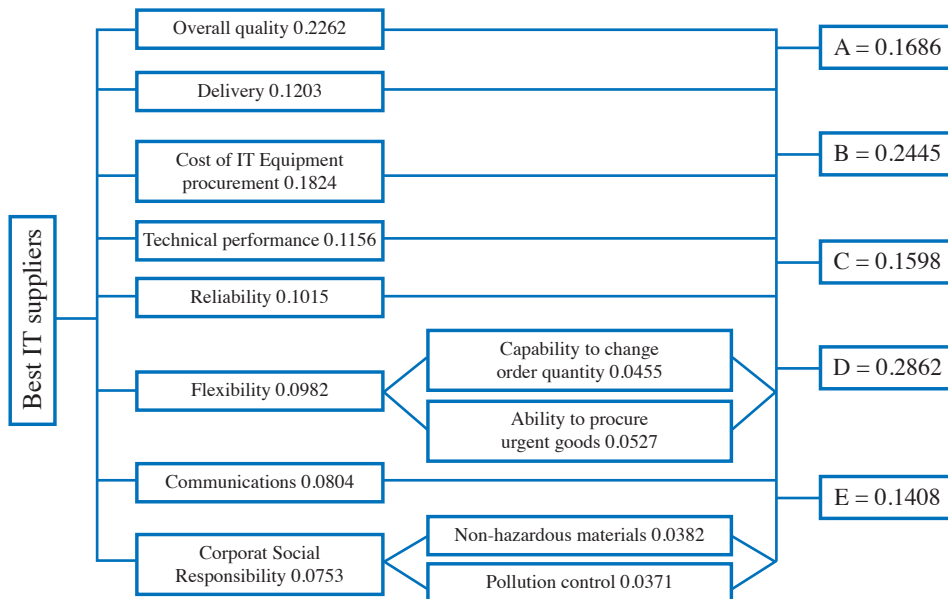 Best IT suppliers
Overall quality 0.2262
Delivery 0.1203
Cost of IT Equipment
procurement 0.1824
Technical performance 0.1156
Reliability 0.1015
Flexibility 0.0982
Communications 0.0804
Corporat Social
Responsibility 0.0753
Capability to change
order quantity 0.0455
Ability to procure
urgent goods 0.0527
Non-hazardous materials 0.0382
Pollution control 0.0371
A = 0.1686
B = 0.2445
C = 0.1598
D = 0.2862
E = 0.1408